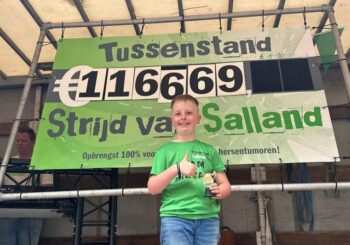 Tussenstand
€116669
Strijd van Salland
Opbrengst 100% voor hersentumoren!